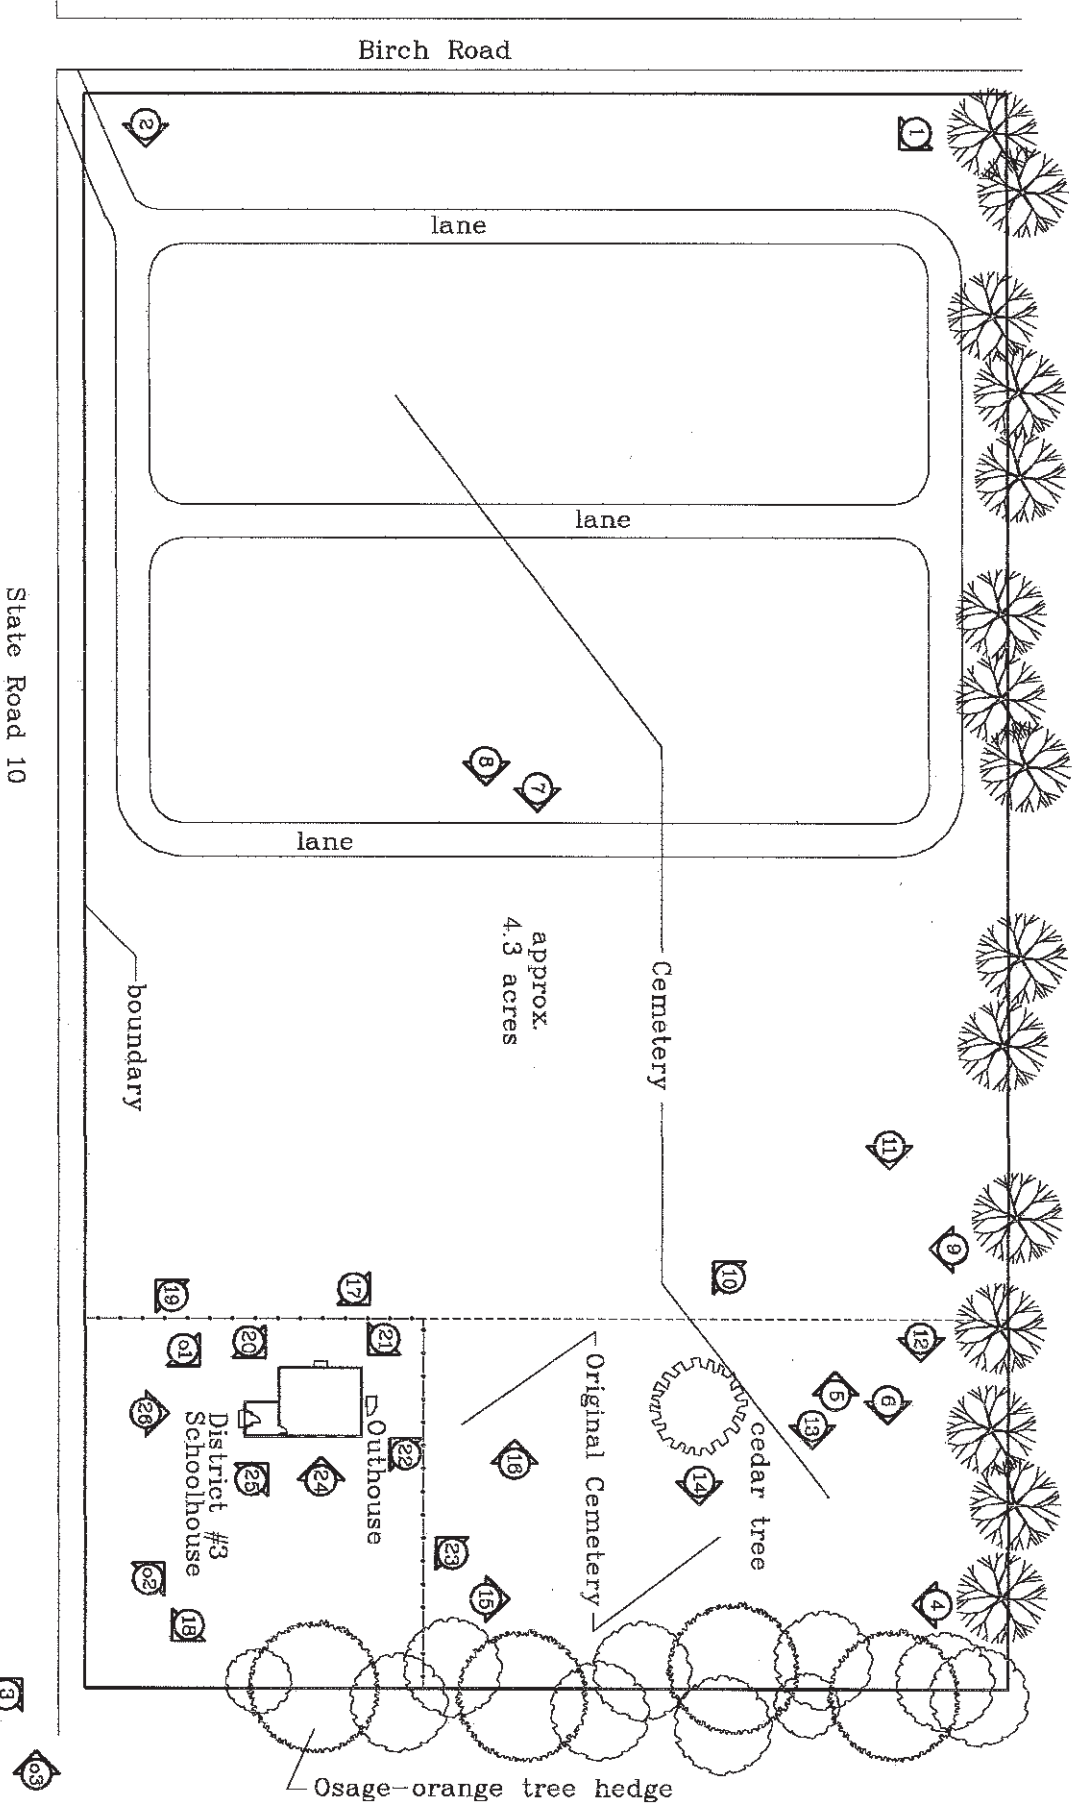 Birch Road
2
1
lane
lane
8
7
lane
State Road 10
boundary
approx.
4.3 acres
Cemetery
11
9
10
19
17
12
o1
20
21
5
6
13
26
District #3
Schoolhouse
Outhouse
22
16
14
cedar tree
Original Cemetery
25
24
23
15
4
o2
18
3
o3
Osage-orange tree hedge